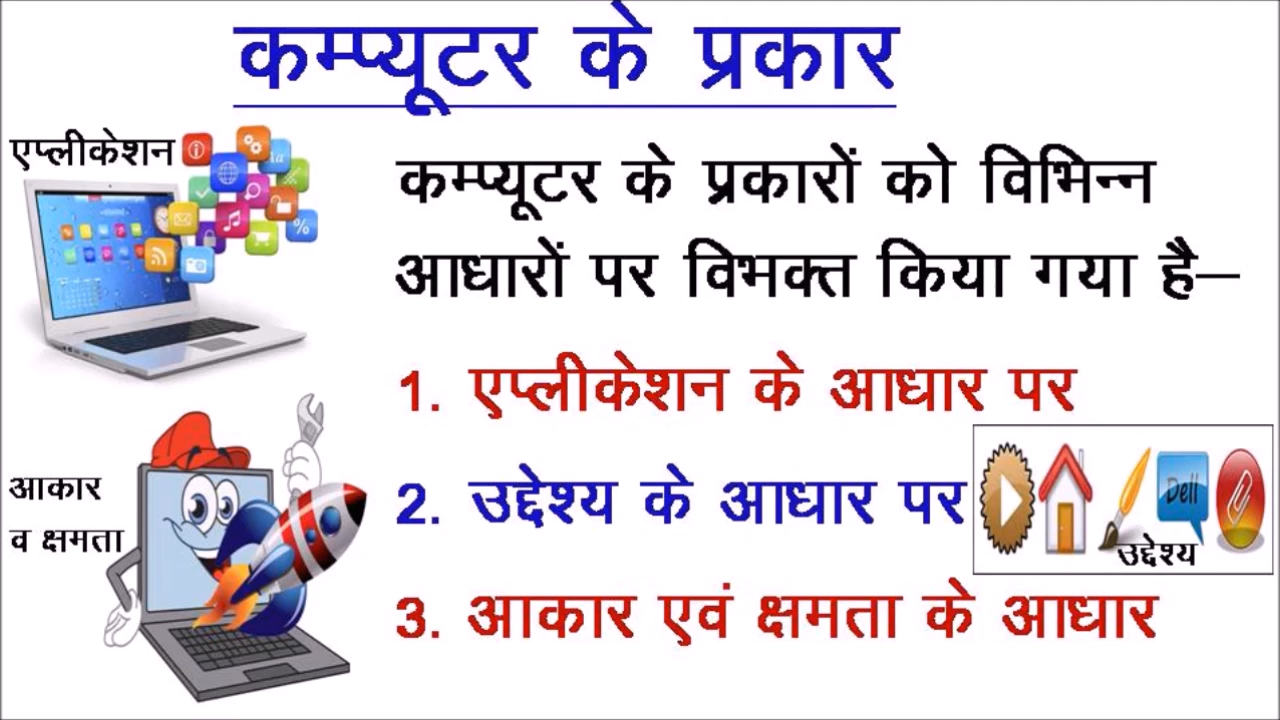 कम्प्यूटर के प्रकार
एप्लीकेशन
कम्प्यूटर के प्रकारों को विभिन्न
आधारों पर विभक्त किया गया है–
1. एप्लीकेशन के आधार पर
आकार
व क्षमता
2. उद्देश्य के आधार पर
Dell
उद्देश्य
3. आकार एवं क्षमता के आधार